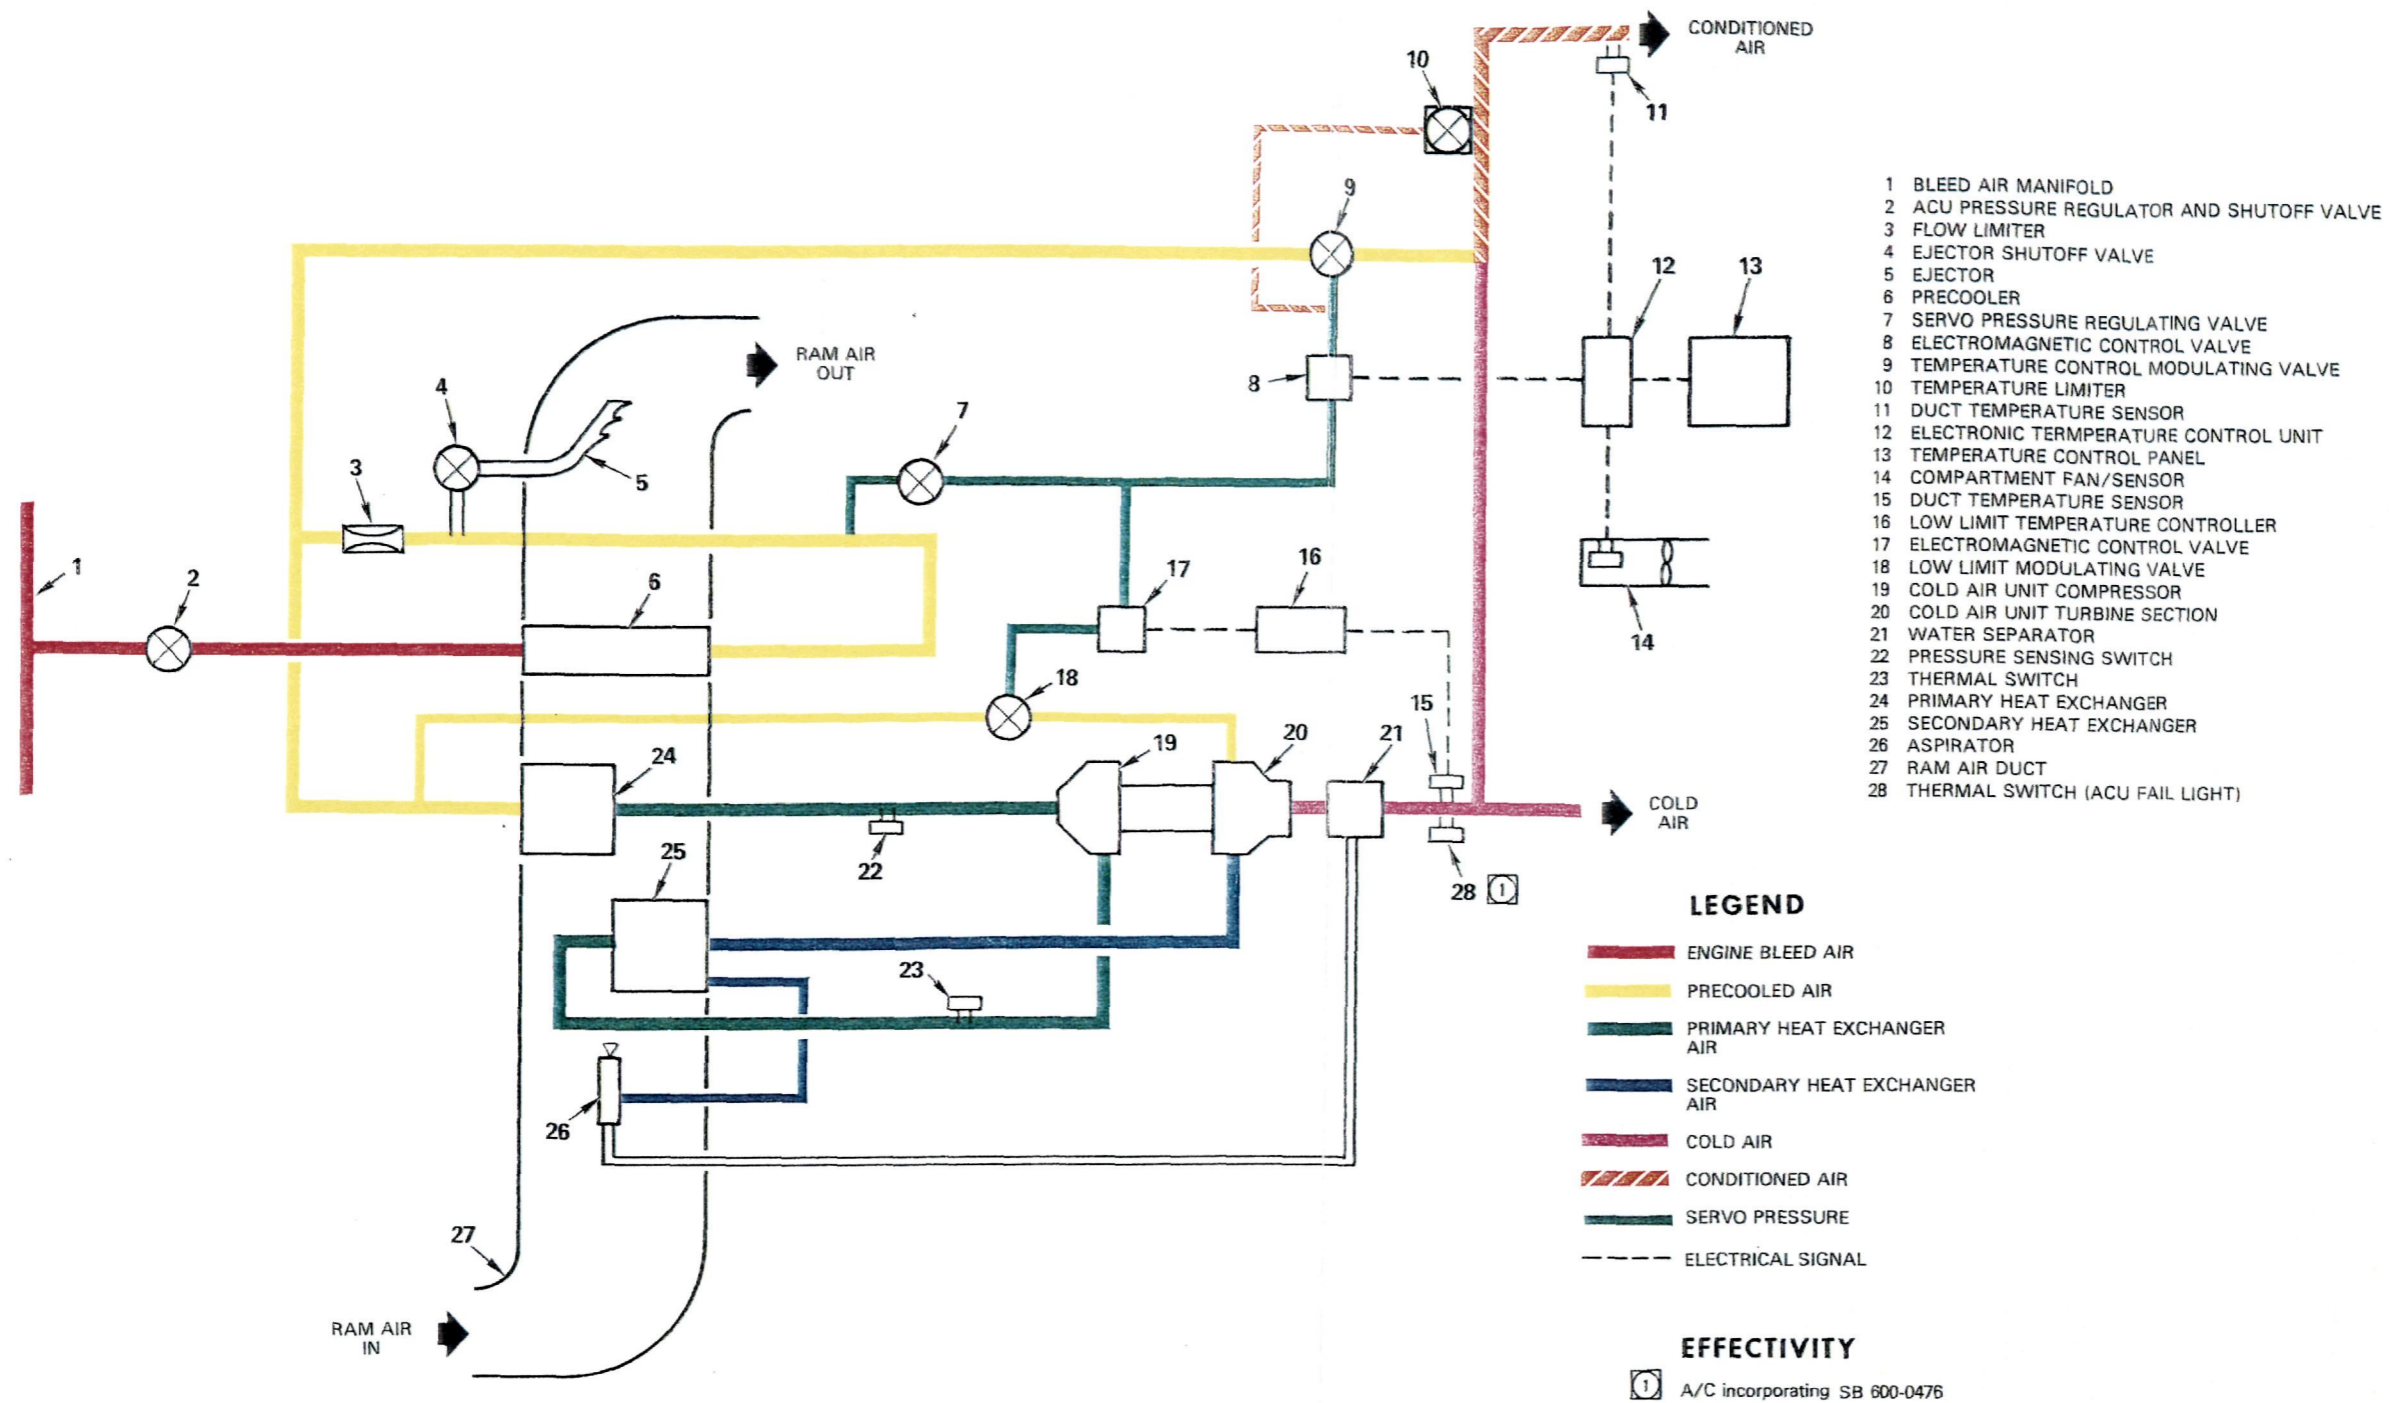 CONDITIONED
AIR
10
11
9
12
13
RAM AIR
OUT
4
8
7
3
5
1
2
6
17
16
14
18
15
24
19
20
21
COLD
AIR
25
22
28 1
23
26
27
RAM AIR
IN
1 BLEED AIR MANIFOLD
2 ACU PRESSURE REGULATOR AND SHUTOFF VALVE
3 FLOW LIMITER
4 EJECTOR SHUTOFF VALVE
5 EJECTOR
6 PRECOOLER
7 SERVO PRESSURE REGULATING VALVE
8 ELECTROMAGNETIC CONTROL VALVE
9 TEMPERATURE CONTROL MODULATING VALVE
10 TEMPERATURE LIMITER
11 DUCT TEMPERATURE SENSOR
12 ELECTRONIC TERMPERATURE CONTROL UNIT
13 TEMPERATURE CONTROL PANEL
14 COMPARTMENT FAN/SENSOR
15 DUCT TEMPERATURE SENSOR
16 LOW LIMIT TEMPERATURE CONTROLLER
17 ELECTROMAGNETIC CONTROL VALVE
18 LOW LIMIT MODULATING VALVE
19 COLD AIR UNIT COMPRESSOR
20 COLD AIR UNIT TURBINE SECTION
21 WATER SEPARATOR
22 PRESSURE SENSING SWITCH
23 THERMAL SWITCH
24 PRIMARY HEAT EXCHANGER
25 SECONDARY HEAT EXCHANGER
26 ASPIRATOR
27 RAM AIR DUCT
28 THERMAL SWITCH (ACU FAIL LIGHT)
LEGEND
ENGINE BLEED AIR
PRECOOLED AIR
PRIMARY HEAT EXCHANGER
AIR
SECONDARY HEAT EXCHANGER
AIR
COLD AIR
CONDITIONED AIR
SERVO PRESSURE
ELECTRICAL SIGNAL
EFFECTIVITY
1 A/C incorporating SB 600-0476